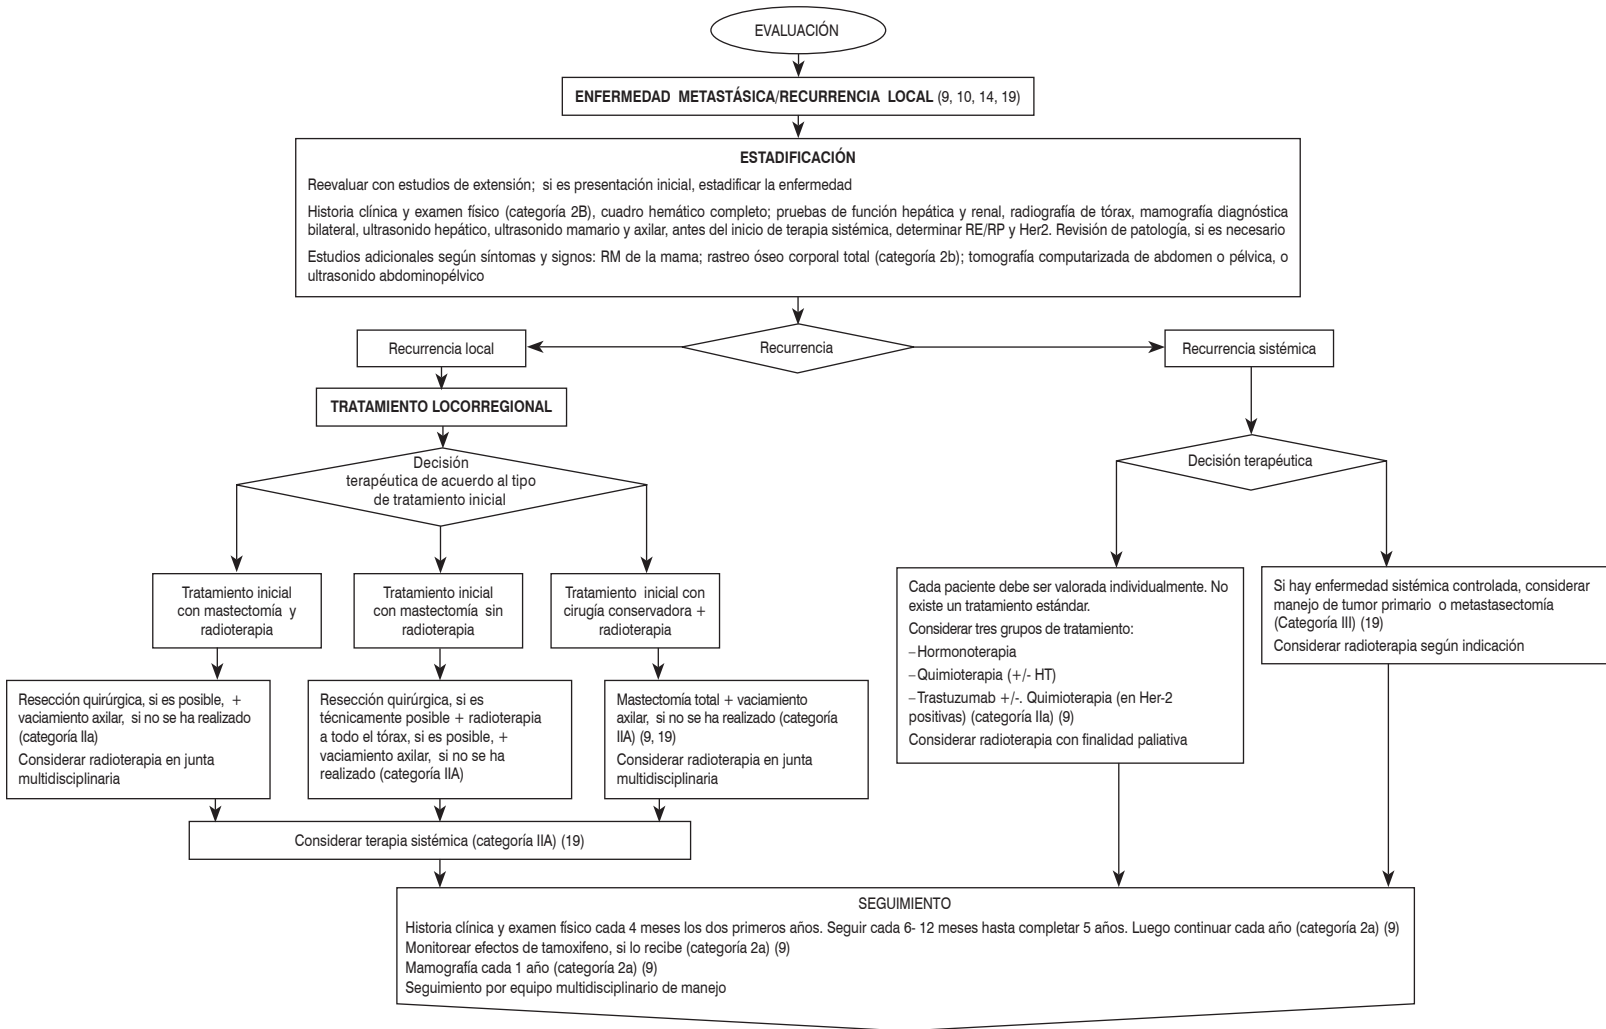 EVALUACIÓN
ENFERMEDAD METASTÁSICA/RECURRENCIA LOCAL (9, 10, 14, 19)
ESTADIFICACIÓN
Reevaluar con estudios de extensión; si es presentación inicial, estadificar la enfermedad
Historia clínica y examen físico (categoría 2B), cuadro hemático completo; pruebas de función hepática y renal, radiografía de tórax, mamografía diagnóstica
bilateral, ultrasonido hepático, ultrasonido mamario y axilar, antes del inicio de terapia sistémica, determinar RE/RP y Her2. Revisión de patología, si es necesario
Estudios adicionales según síntomas y signos: RM de la mama; rastreo óseo corporal total (categoría 2b); tomografía computarizada de abdomen o pélvica, o
ultrasonido abdominopélvico
Recurrencia local
Recurrencia
Recurrencia sistémica
TRATAMIENTO LOCORREGIONAL
Decisión
terapéutica de acuerdo al tipo
de tratamiento inicial
Decisión terapéutica
Tratamiento inicial
con mastectomía y
radioterapia
Tratamiento inicial
con mastectomía sin
radioterapia
Tratamiento inicial con
cirugía conservadora +
radioterapia
Cada paciente debe ser valorada individualmente. No
existe un tratamiento estándar.
Considerar tres grupos de tratamiento:
–Hormonoterapia
–Quimioterapia (+/- HT)
–Trastuzumab +/-. Quimioterapia (en Her-2
positivas) (categoría IIa) (9)
Considerar radioterapia con finalidad paliativa
Si hay enfermedad sistémica controlada, considerar
manejo de tumor primario o metastasectomía
(Categoría III) (19)
Considerar radioterapia según indicación
Resección quirúrgica, si es posible, +
vaciamiento axilar, si no se ha realizado
(categoría IIa)
Considerar radioterapia en junta
multidisciplinaria
Resección quirúrgica, si es
técnicamente posible + radioterapia
a todo el tórax, si es posible, +
vaciamiento axilar, si no se ha
realizado (categoría IIA)
Mastectomía total + vaciamiento
axilar, si no se ha realizado (categoría
IIA) (9, 19)
Considerar radioterapia en junta
multidisciplinaria
Considerar terapia sistémica (categoría IIA) (19)
SEGUIMIENTO
Historia clínica y examen físico cada 4 meses los dos primeros años. Seguir cada 6- 12 meses hasta completar 5 años. Luego continuar cada año (categoría 2a) (9)
Monitorear efectos de tamoxifeno, si lo recibe (categoría 2a) (9)
Mamografía cada 1 año (categoría 2a) (9)
Seguimiento por equipo multidisciplinario de manejo